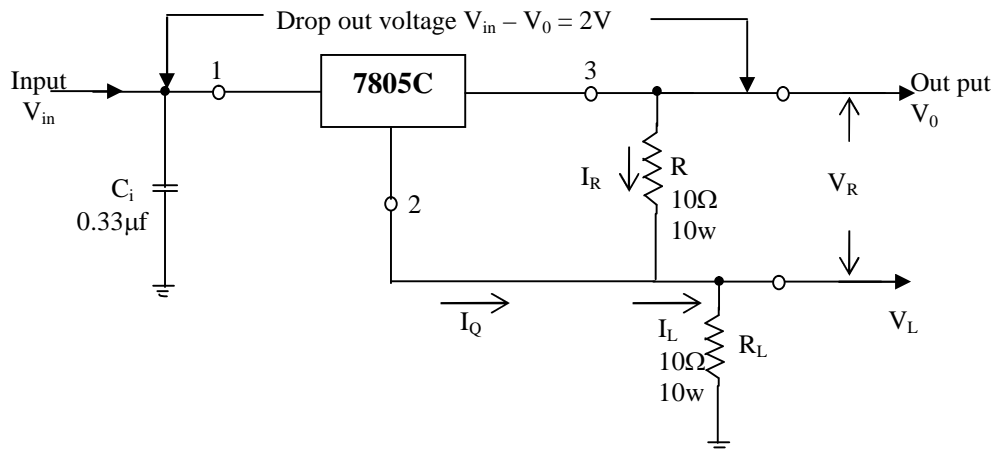 Drop out voltage V_in – V_0 = 2V
Input
V_in
1
7805C
3
Out put
V_0
C_i
0.33μf
2
I_R
R
10Ω
10w
V_R
I_Q
I_L
10Ω
10w
R_L
V_L